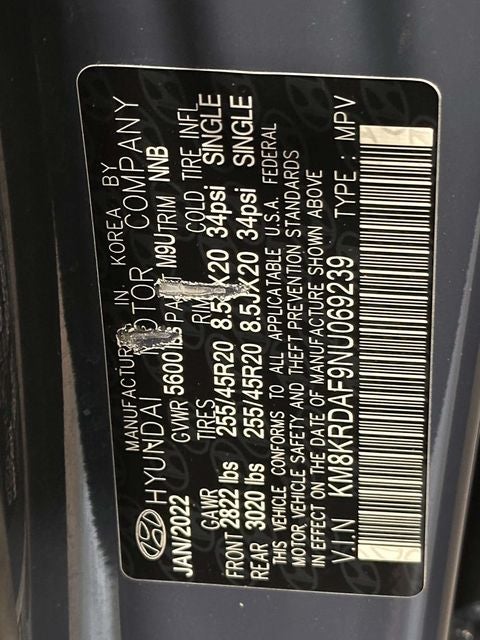 MANUFACTURED IN KOREA BY
HYUNDAI MOTOR COMPANY
JAN/2022 GVWR 5600 lbs PAINT M9U TRIM NNB
GAWR TIRES RIM COLD TIRE INFL
FRONT 2822 lbs 255/45R20 8.5JX20 34psi SINGLE
REAR 3020 lbs 255/45R20 8.5JX20 34psi SINGLE
THIS VEHICLE CONFORMS TO ALL APPLICABLE U.S.A. FEDERAL
MOTOR VEHICLE SAFETY AND THEFT PREVENTION STANDARDS
IN EFFECT ON THE DATE OF MANUFACTURE SHOWN ABOVE
V.I.N KM8KRDAF9NU069239 TYPE : MPV